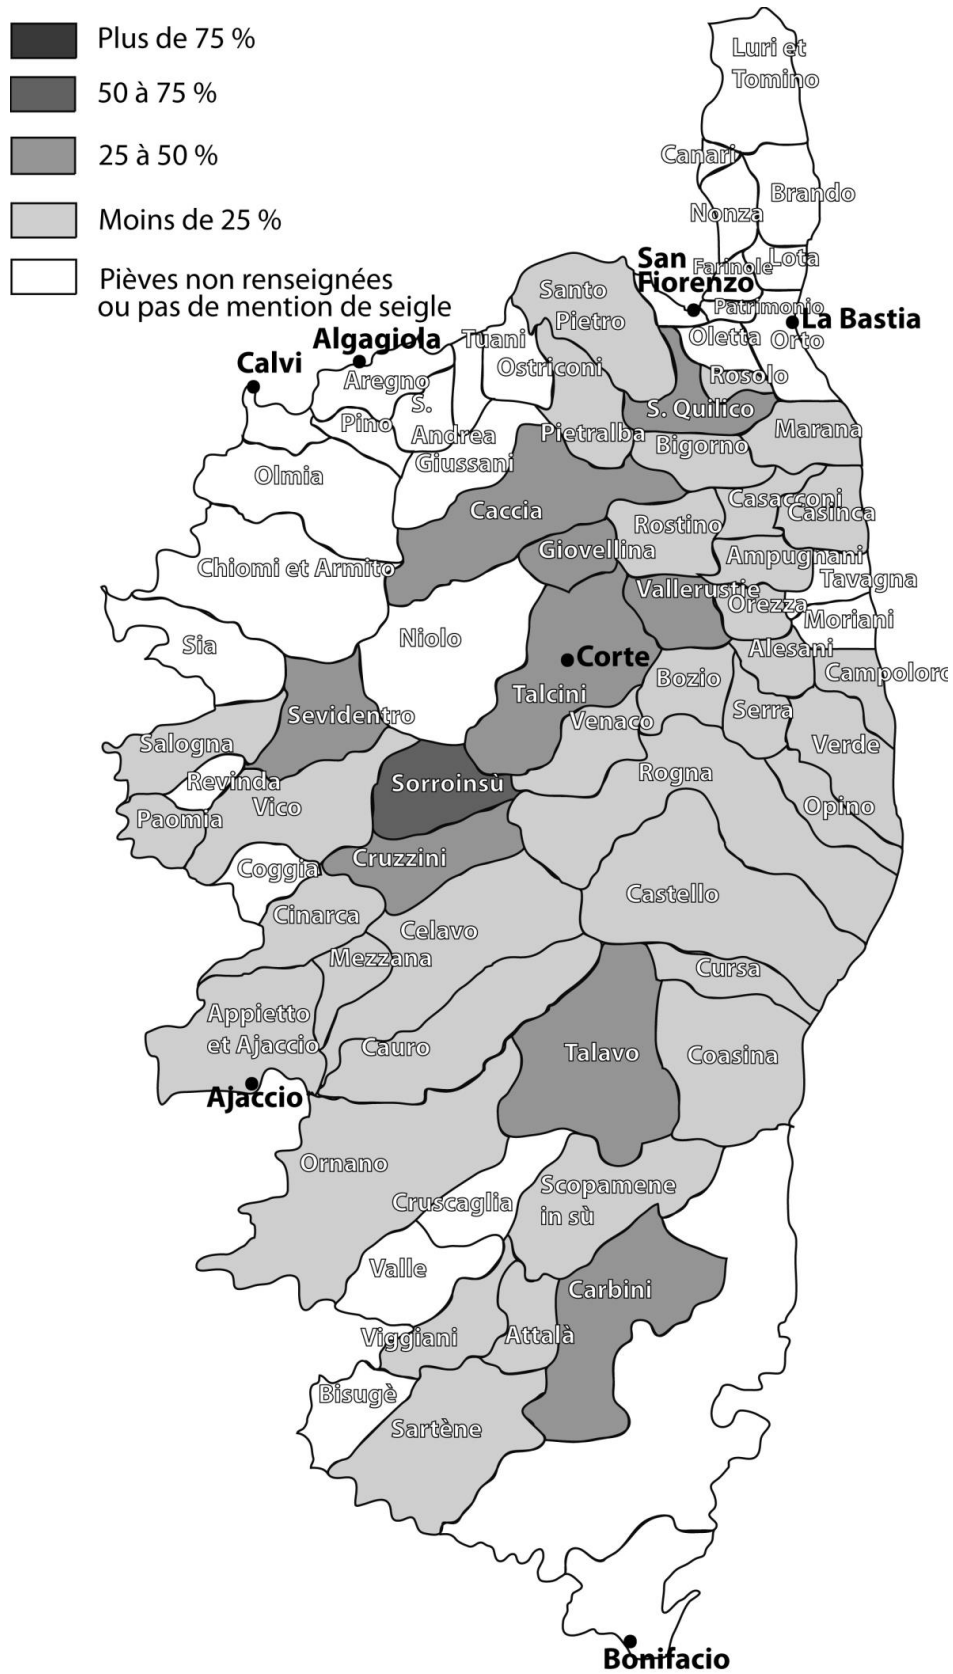 Plus de 75 %
50 à 75 %
25 à 50 %
Moins de 25 %
Pièves non renseignées
ou pas de mention de seigle
Luri et
Tomino
Canari
Brando
Nonza
Lota
Farinole
San
Fiorenzo
Patrimonio
La Bastia
Santo
Pietro
Oletta
Orto
Algagiola
Calvi
Tuani
Ostriconi
Aregno
Rosolo
S.
Andrea
Pino
S. Quilico
Pietralba
Bigorno
Marana
Giussani
Olmia
Caccia
Casacconi
Casinca
Rostino
Giovellina
Ampugnani
Chiomi et Armito
Tavagna
Vallerustie
Orezza
Moriani
Niolo
Sia
Corte
Alesani
Campoloro
Bozio
Talcini
Serra
Venaco
Sevidentro
Salogna
Verde
Revinda
Sorroinsù
Rogna
Vico
Opino
Paomia
Cruzzini
Coggia
Castello
Cinarca
Celavo
Mezzana
Cursa
Appietto
et Ajaccio
Cauro
Talavo
Coasina
Ajaccio
Ornano
Cruscaglia
Scopamene
in sù
Valle
Carbini
Viggiani
Attalà
Bisugè
Sartène
Bonifacio